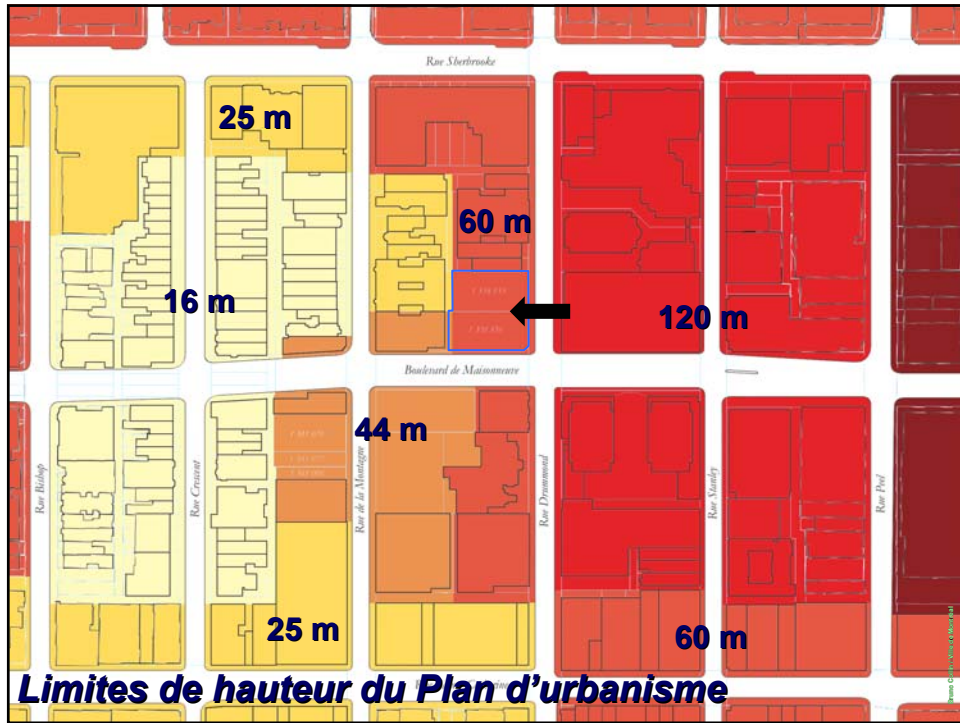 Rue Sherbrooke
25 m
60 m
16 m
120 m
Boulevard de Maisonneuve
44 m
Rue Bishop
Rue Crescent
Rue de la Montagne
Rue Drummond
Rue Stanley
Rue Peel
25 m
60 m
Limites de hauteur du Plan d'urbanisme